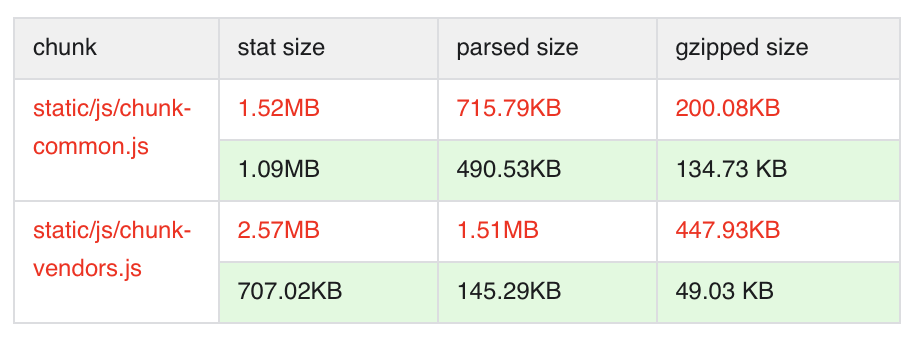 chunk stat size parsed size gzipped size
static/js/chunk-common.js 1.52MB 715.79KB 200.08KB
1.09MB 490.53KB 134.73 KB
static/js/chunk-vendors.js 2.57MB 1.51MB 447.93KB
707.02KB 145.29KB 49.03 KB